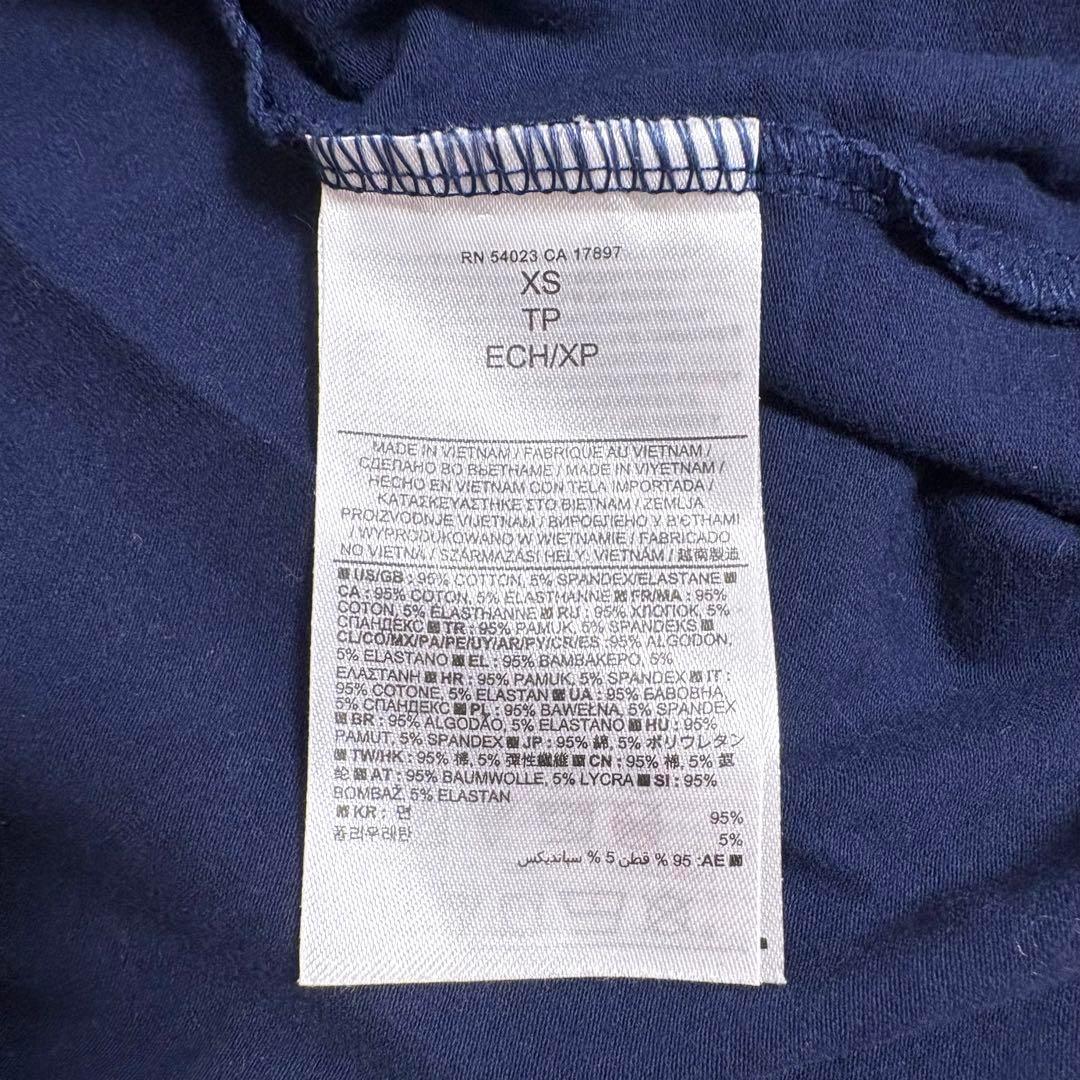 RN 54023 CA 17897
XS
TP
ECH/XP
MADE IN VIETNAM / FABRIQUE AU VIETNAM /
СДЕЛАНО ВО ВЬЕТНАМЕ / MADE IN VIYETNAM /
HECHO EN VIETNAM CON TELA IMPORTADA /
ΚΑΤΑΣΚΕΥΑΣΤΗΚΕ ΣΤΟ ΒΙΕΤΝΑΜ / ZEMLJA
PROIZVODNJE VIJETNAM / ВИРОБЛЕНО У В'ЄТНАМІ
/ WYPRODUKOWANO W WIETNAMIE / FABRICADO
NO VIETNÃ / SZÁRMAZÁSI HELY: VIETNÁM / 越南製造
US/GB : 95% COTTON, 5% SPANDEX/ELASTANE
CA : 95% COTON, 5% ELASTHANNE FR/MA : 95%
COTON, 5% ELASTHANNE RU : 95% ХЛОПОК, 5%
СПАНДЕКС TR : 95% PAMUK, 5% SPANDEKS
CL/CO/MX/PA/PE/UY/AR/PY/CR/ES : 95% ALGODON,
5% ELASTANO EL : 95% ΒΑΜΒΑΚΕΡΟ, 5%
ΕΛΑΣΤΑΝΗ HR : 95% PAMUK, 5% SPANDEX IT :
95% COTONE, 5% ELASTAN UA : 95% БАВОВНА,
5% СПАНДЕКС PL : 95% BAWEŁNA, 5% SPANDEX
BR : 95% ALGODÃO, 5% ELASTANO HU : 95%
PAMUT, 5% SPANDEX JP : 95% 綿, 5% ポリウレタン
TW/HK : 95% 棉, 5% 彈性纖維 CN : 95% 棉, 5% 氨
纶 AT : 95% BAUMWOLLE, 5% LYCRA SI : 95%
BOMBAŽ, 5% ELASTAN
KR : 면 95%
폴리우레탄 5%
AE: 95 % قطن 5 % سبانديكس